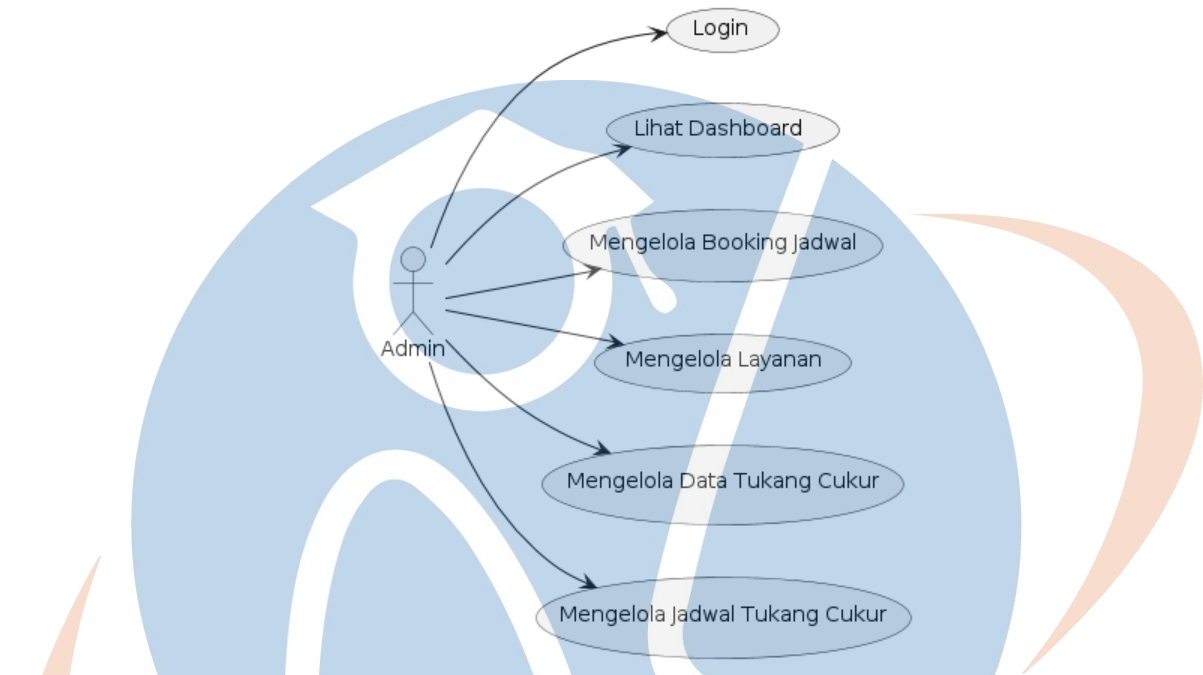 Login
Lihat Dashboard
Mengelola Booking Jadwal
Admin
Mengelola Layanan
Mengelola Data Tukang Cukur
Mengelola Jadwal Tukang Cukur